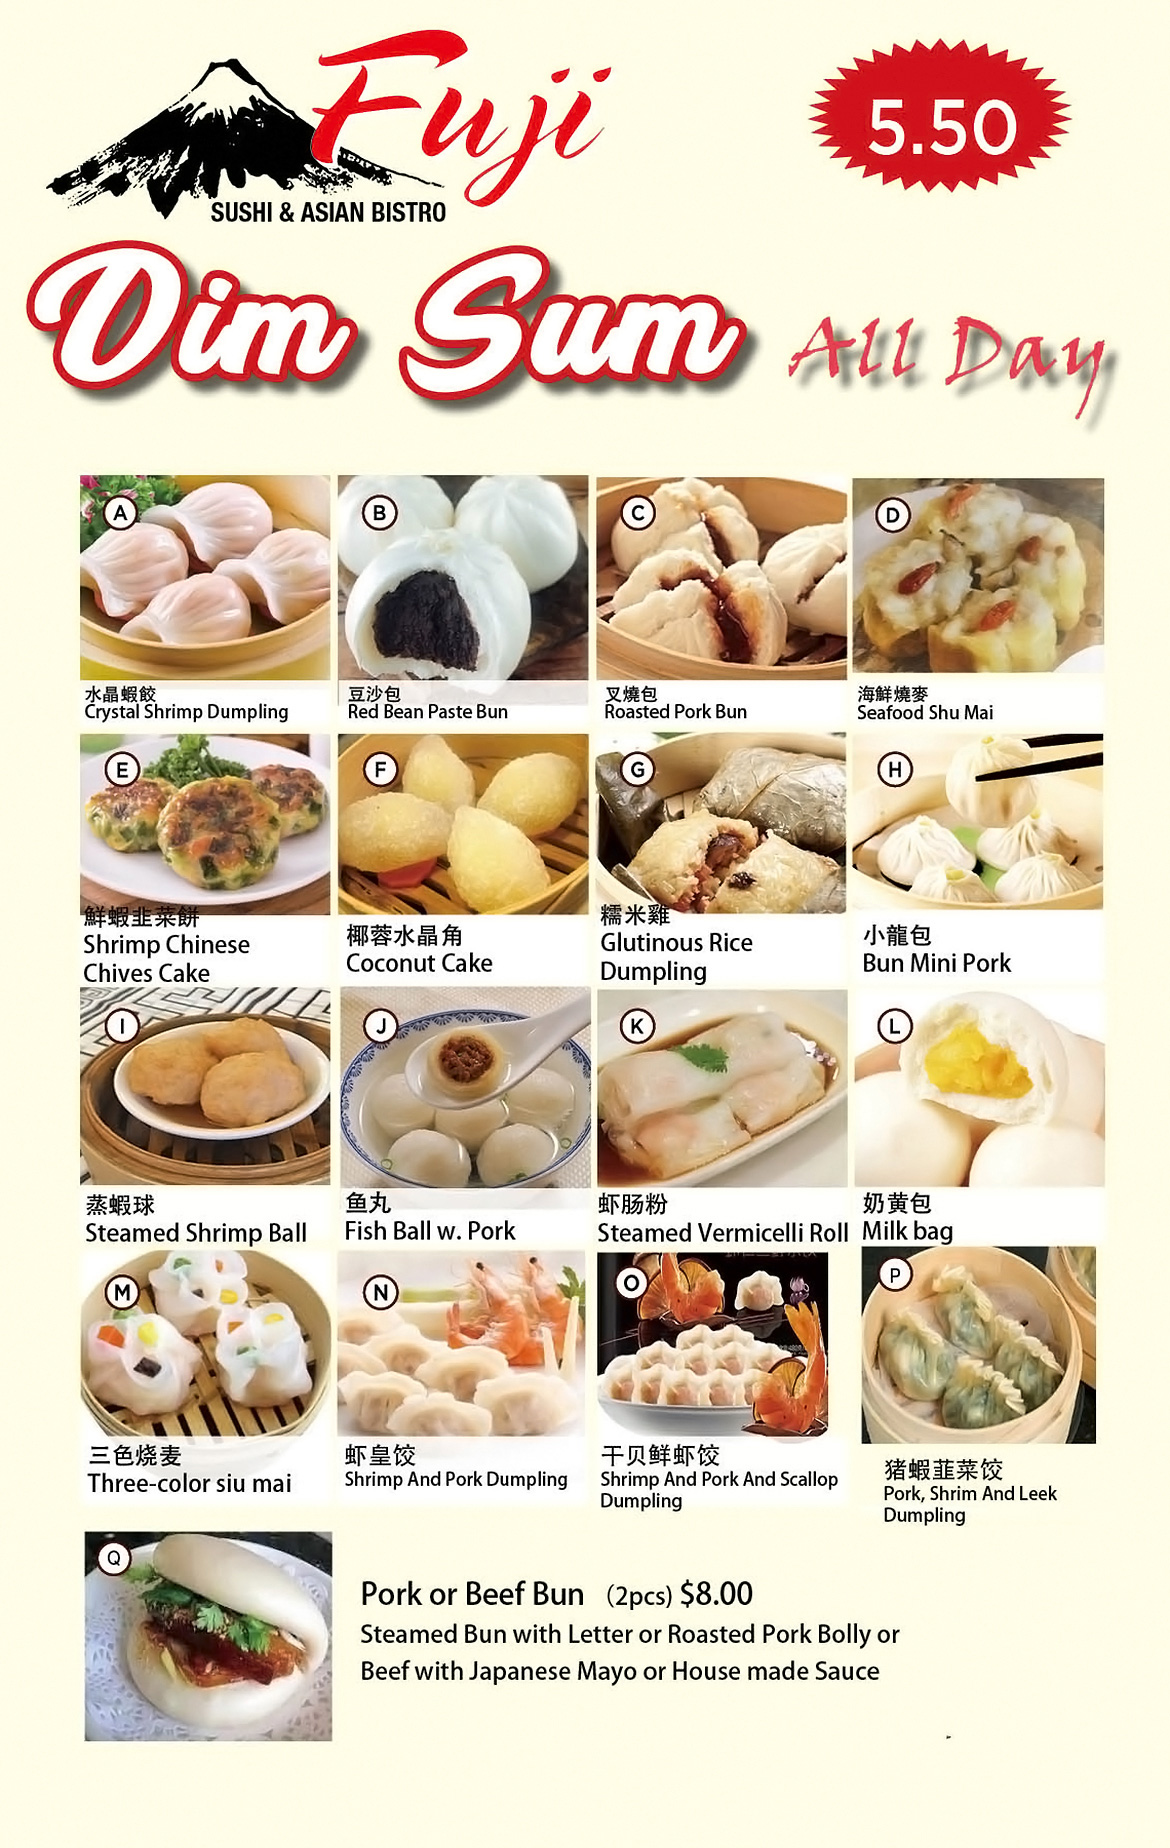 Fuji
SUSHI & ASIAN BISTRO
5.50
Dim Sum All Day
A
水晶蝦餃
Crystal Shrimp Dumpling
B
豆沙包
Red Bean Paste Bun
C
叉燒包
Roasted Pork Bun
D
海鮮燒麥
Seafood Shu Mai
E
鮮蝦韭菜餅
Shrimp Chinese
Chives Cake
F
椰蓉水晶角
Coconut Cake
G
糯米雞
Glutinous Rice
Dumpling
H
小龍包
Bun Mini Pork
I
蒸蝦球
Steamed Shrimp Ball
J
鱼丸
Fish Ball w. Pork
K
虾肠粉
Steamed Vermicelli Roll
L
奶黄包
Milk bag
M
三色烧麦
Three-color siu mai
N
虾皇饺
Shrimp And Pork Dumpling
O
干贝鲜虾饺
Shrimp And Pork And Scallop
Dumpling
P
猪蝦韮菜饺
Pork, Shrim And Leek
Dumpling
Q
Pork or Beef Bun (2pcs) $8.00
Steamed Bun with Letter or Roasted Pork Bolly or
Beef with Japanese Mayo or House made Sauce